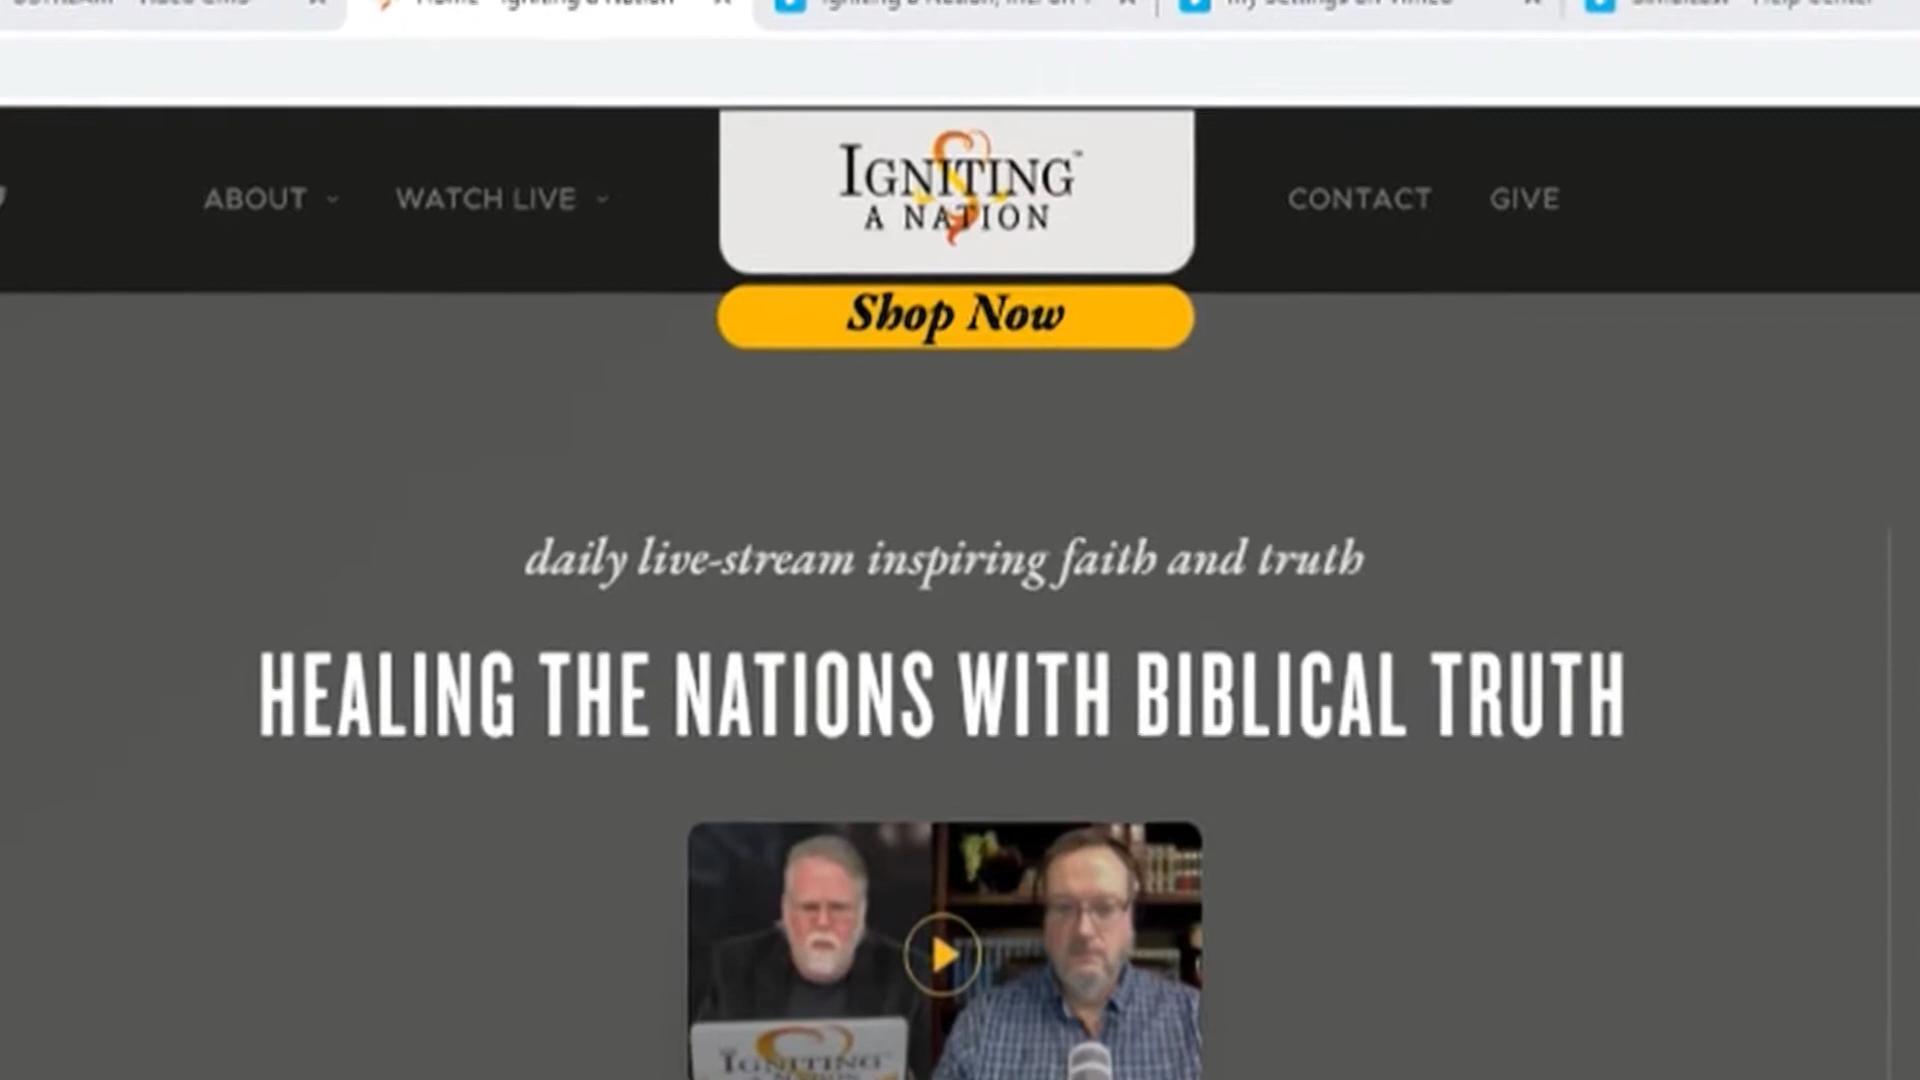 ABOUT
WATCH LIVE
IGNITING
A NATION
CONTACT
GIVE
Shop Now
daily live-stream inspiring faith and truth
HEALING THE NATIONS WITH BIBLICAL TRUTH
IGNITING
A NATION